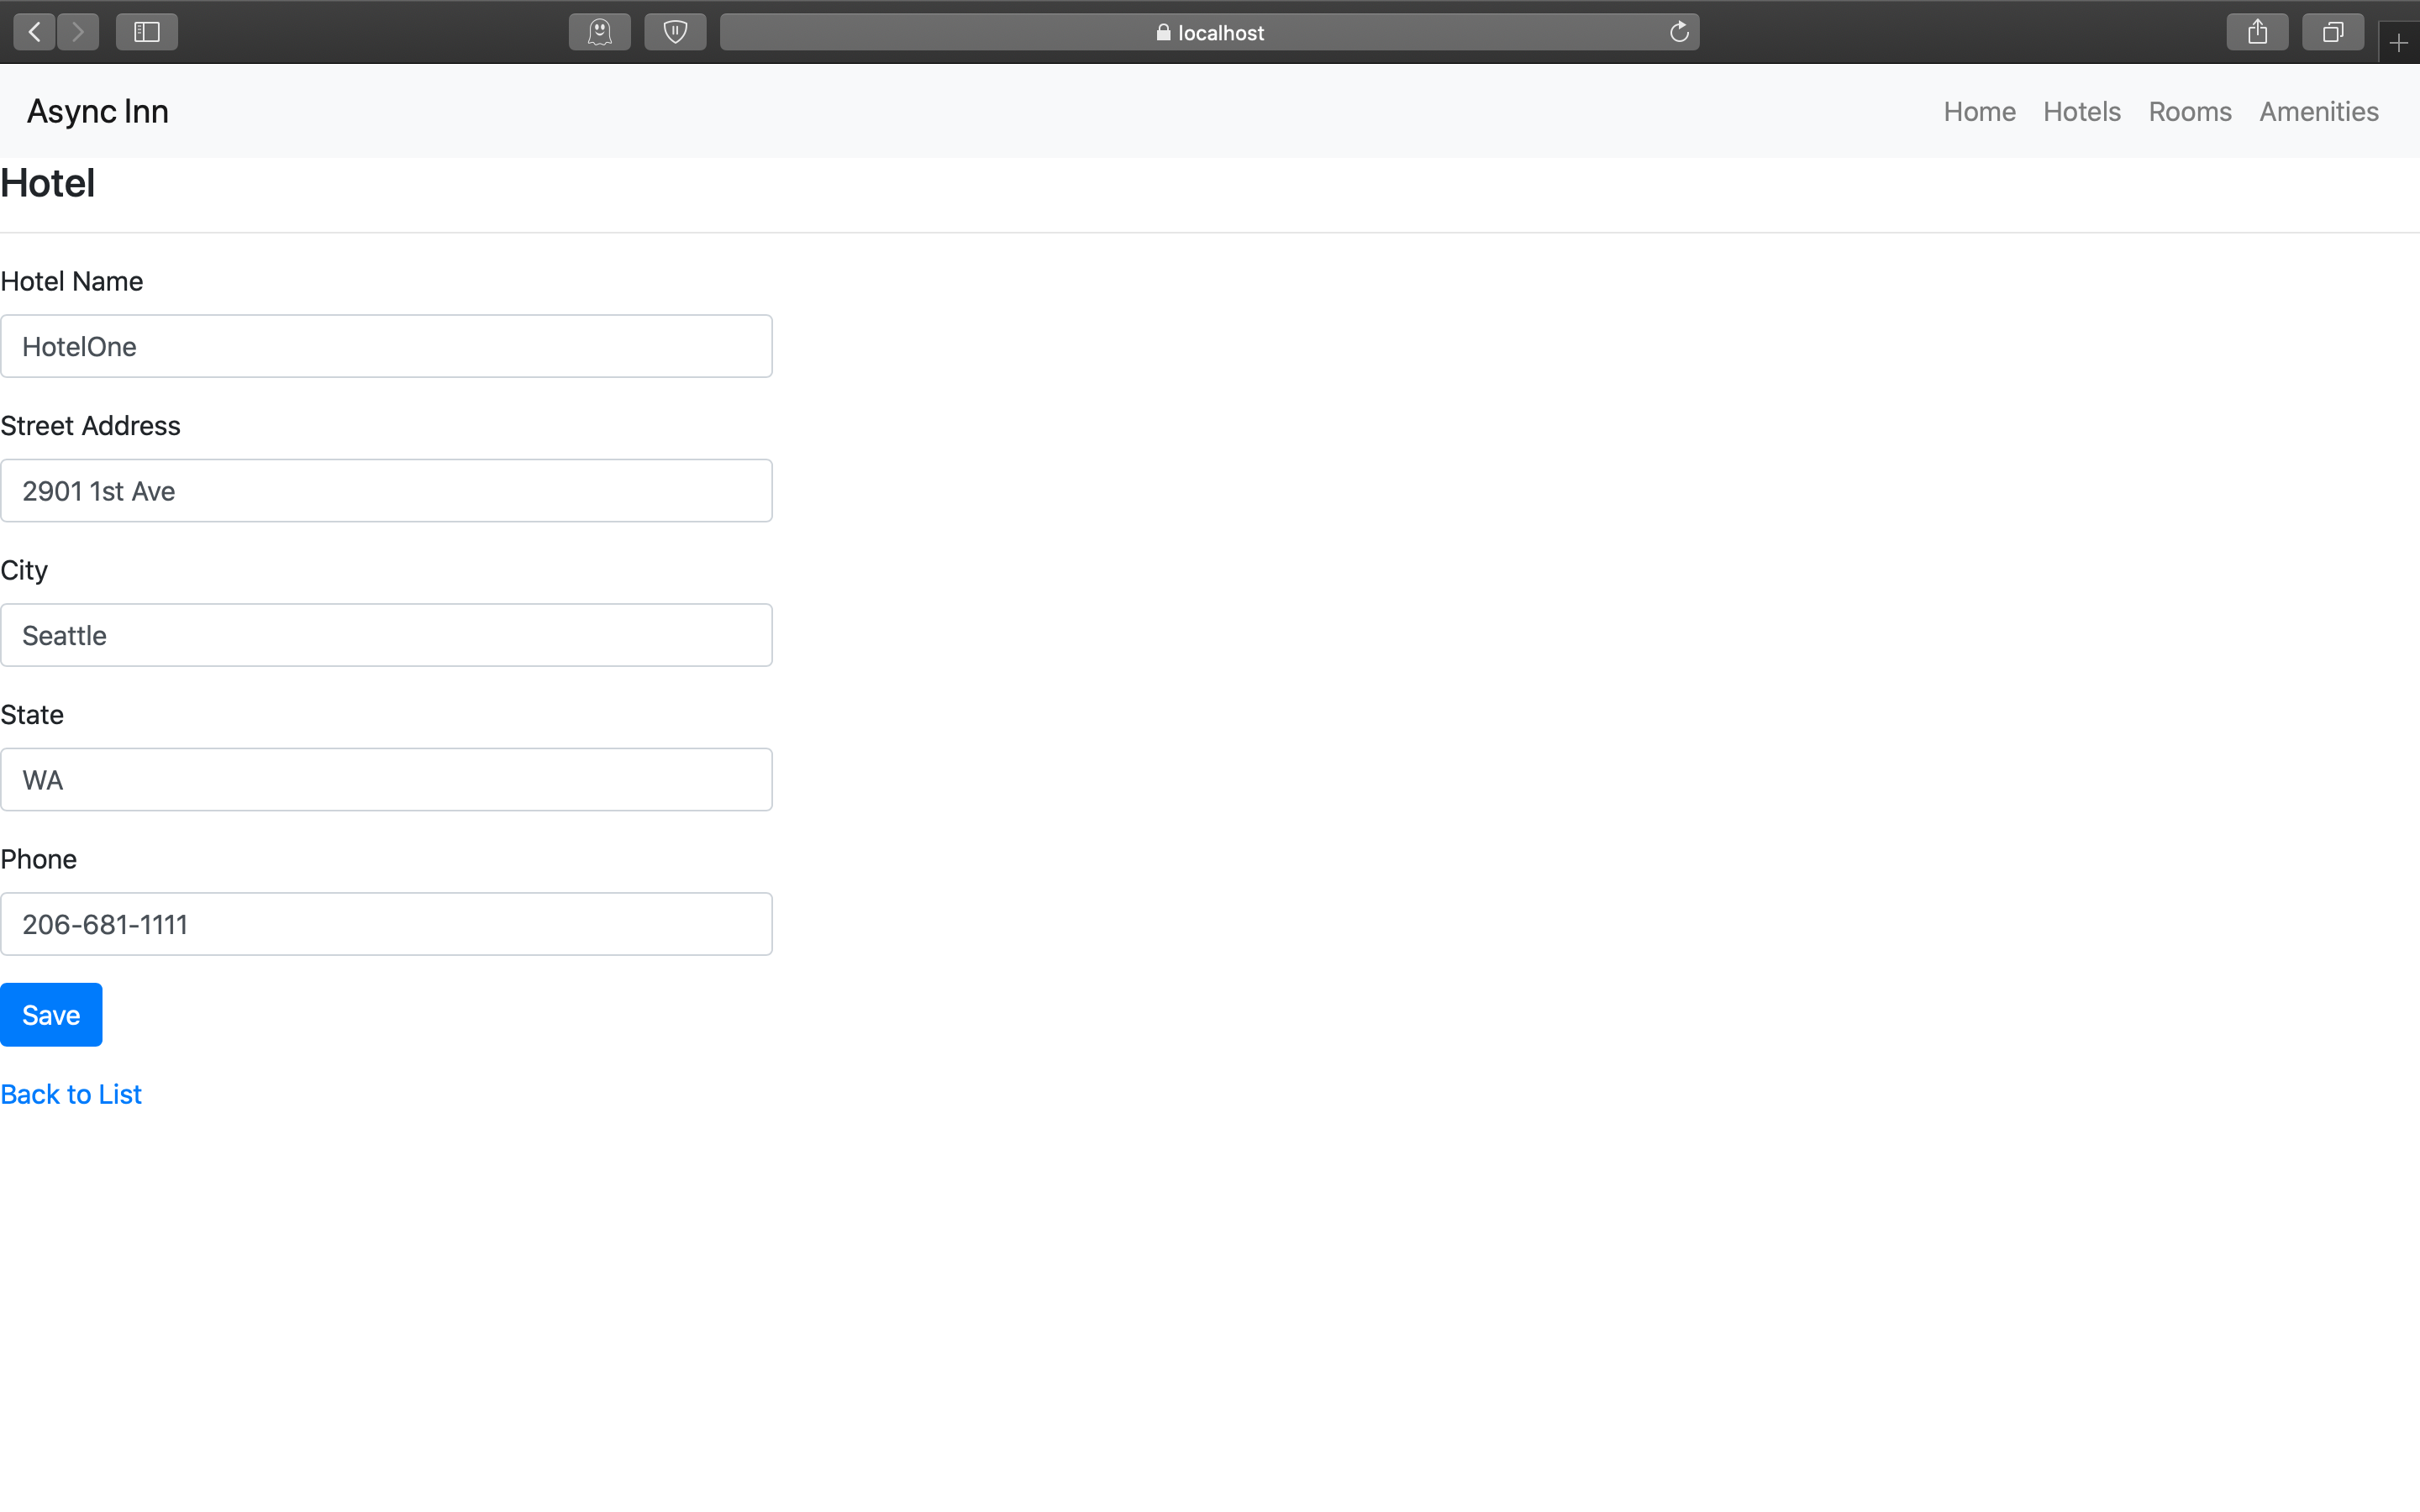 localhost
Async Inn
Home Hotels Rooms Amenities
Hotel
Hotel Name
HotelOne
Street Address
2901 1st Ave
City
Seattle
State
WA
Phone
206-681-1111
Save
Back to List